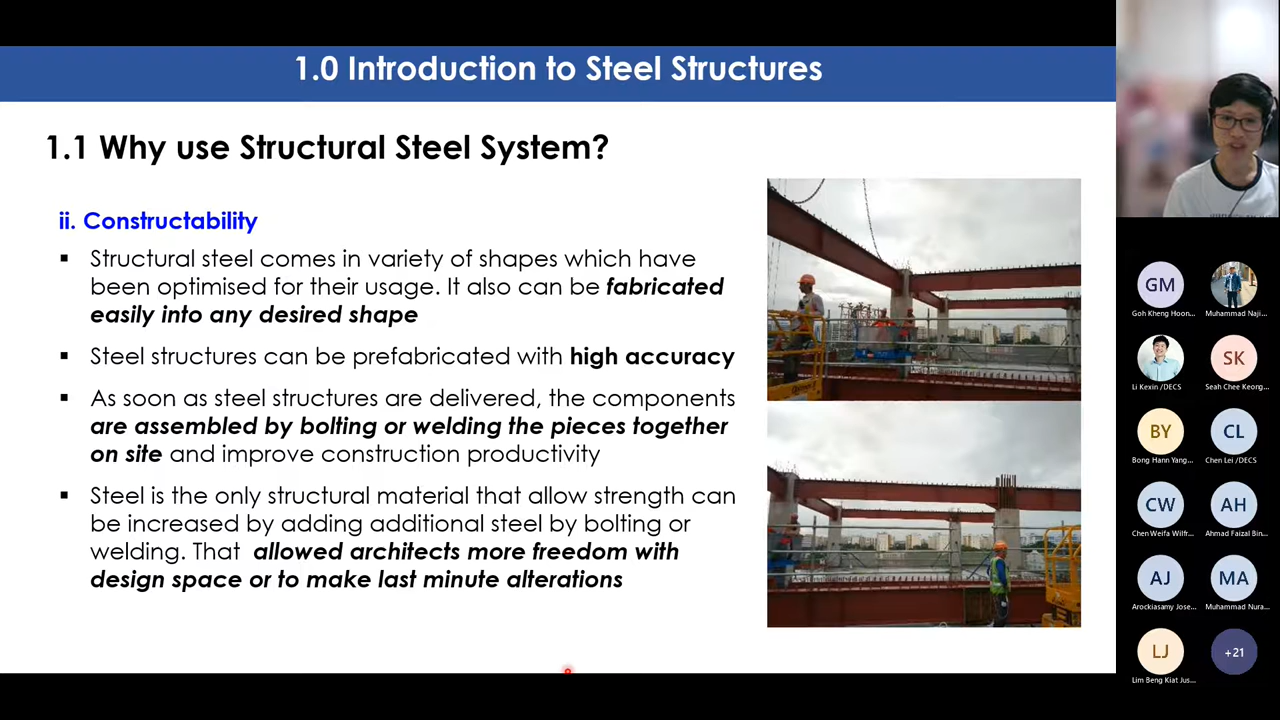 1.0 Introduction to Steel Structures
1.1 Why use Structural Steel System?
ii. Constructability
▪ Structural steel comes in variety of shapes which have
been optimised for their usage. It also can be fabricated
easily into any desired shape
▪ Steel structures can be prefabricated with high accuracy
▪ As soon as steel structures are delivered, the components
are assembled by bolting or welding the pieces together
on site and improve construction productivity
▪ Steel is the only structural material that allow strength can
be increased by adding additional steel by bolting or
welding. That allowed architects more freedom with
design space or to make last minute alterations
GM
Goh Kheng Hoon...
Muhammad Naji...
Li Kexin /DECS
SK
Seah Chee Keong...
BY
Bong Hann Yang...
CL
Chen Lei /DECS
CW
Chen Weifa Wilfr...
AH
Ahmad Faizal Bin...
AJ
Arockiasamy Jose...
MA
Muhammad Nura...
LJ
Lim Beng Kiat Jus...
+21